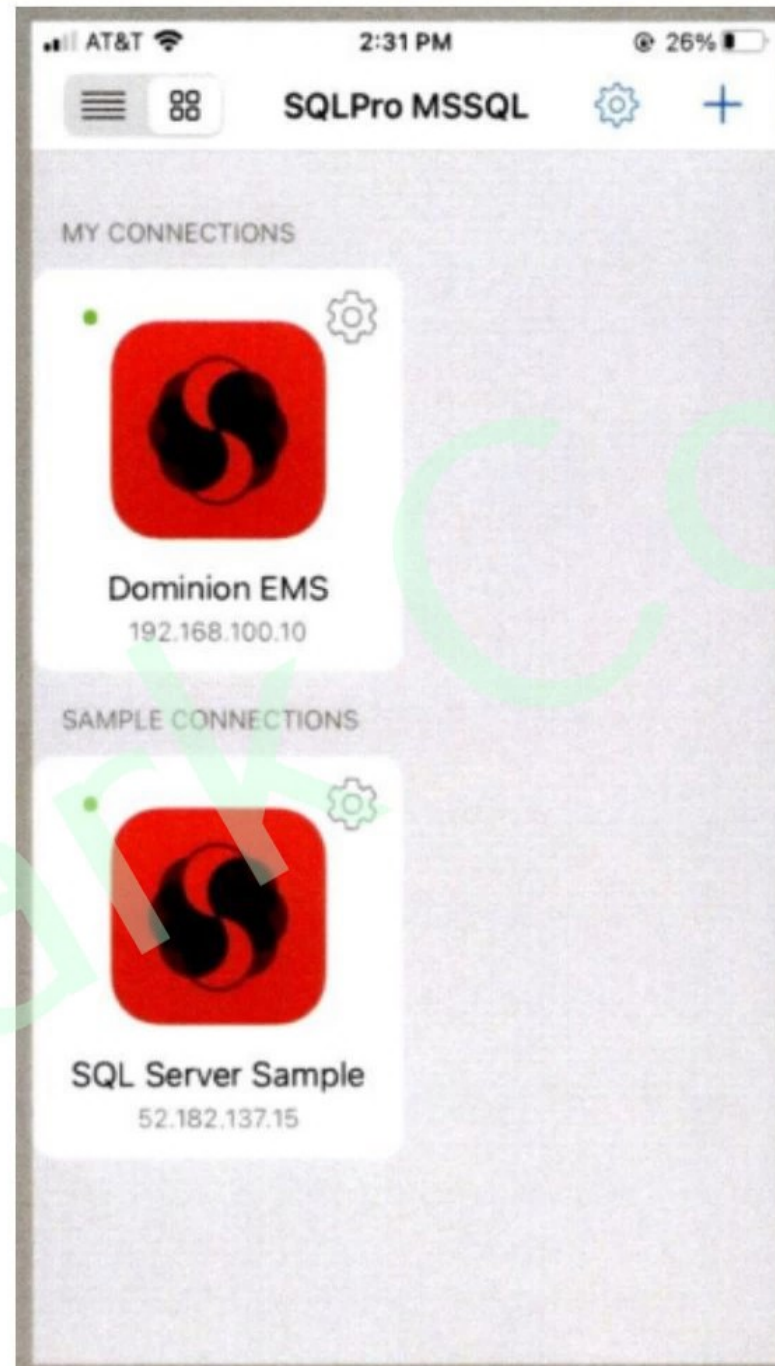 AT&T 2:31 PM 26%
SQLPro MSSQL
MY CONNECTIONS
Dominion EMS
192.168.100.10
SAMPLE CONNECTIONS
SQL Server Sample
52.182.137.15